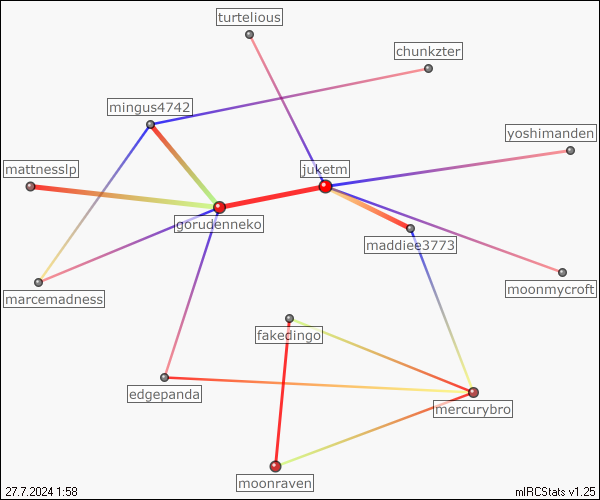 turtelious
chunkzter
mingus4742
yoshimanden
mattnesslp
juketm
gorudenneko
maddiee3773
marcemadness
moonmycroft
fakedingo
edgepanda
mercurybro
moonraven
27.7.2024 1:58
mIRCStats v1.25